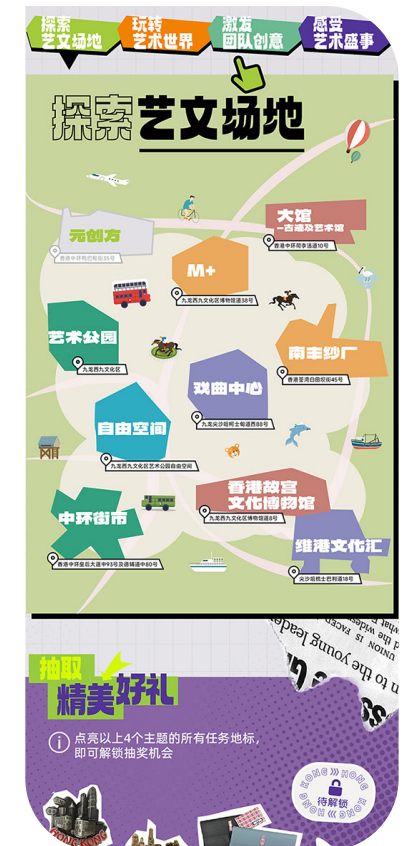 探索
艺文场地
玩转
艺术世界
激发
团队创意
感受
艺术盛事
探索艺文场地
元创方
香港中环鸭巴甸街35号
大馆
—古迹及艺术馆
香港中环荷李活道10号
M+
九龙西九文化区博物馆道38号
艺术公园
九龙西九文化区
南丰纱厂
香港荃湾白田坝街45号
戏曲中心
九龙尖沙咀柯士甸道西88号
自由空间
九龙西九文化区艺术公园自由空间
香港故宫
文化博物馆
九龙西九文化区博物馆道8号
中环街市
香港中环皇后大道中93号及德辅道中80号
维港文化汇
尖沙咀梳士巴利道18号
young leader
UNION IS FACED
抽取
精美好礼
点亮以上4个主题的所有任务地标，
即可解锁抽奖机会
HONG HONG
待解锁
HONG KONG